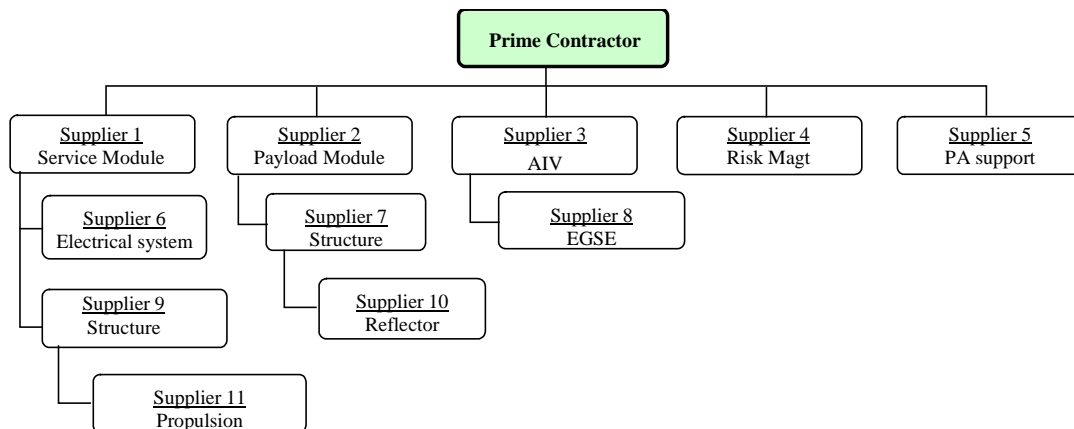 Prime Contractor
Supplier 1
Service Module
Supplier 2
Payload Module
Supplier 3
AIV
Supplier 4
Risk Magt
Supplier 5
PA support
Supplier 6
Electrical system
Supplier 7
Structure
Supplier 8
EGSE
Supplier 9
Structure
Supplier 10
Reflector
Supplier 11
Propulsion